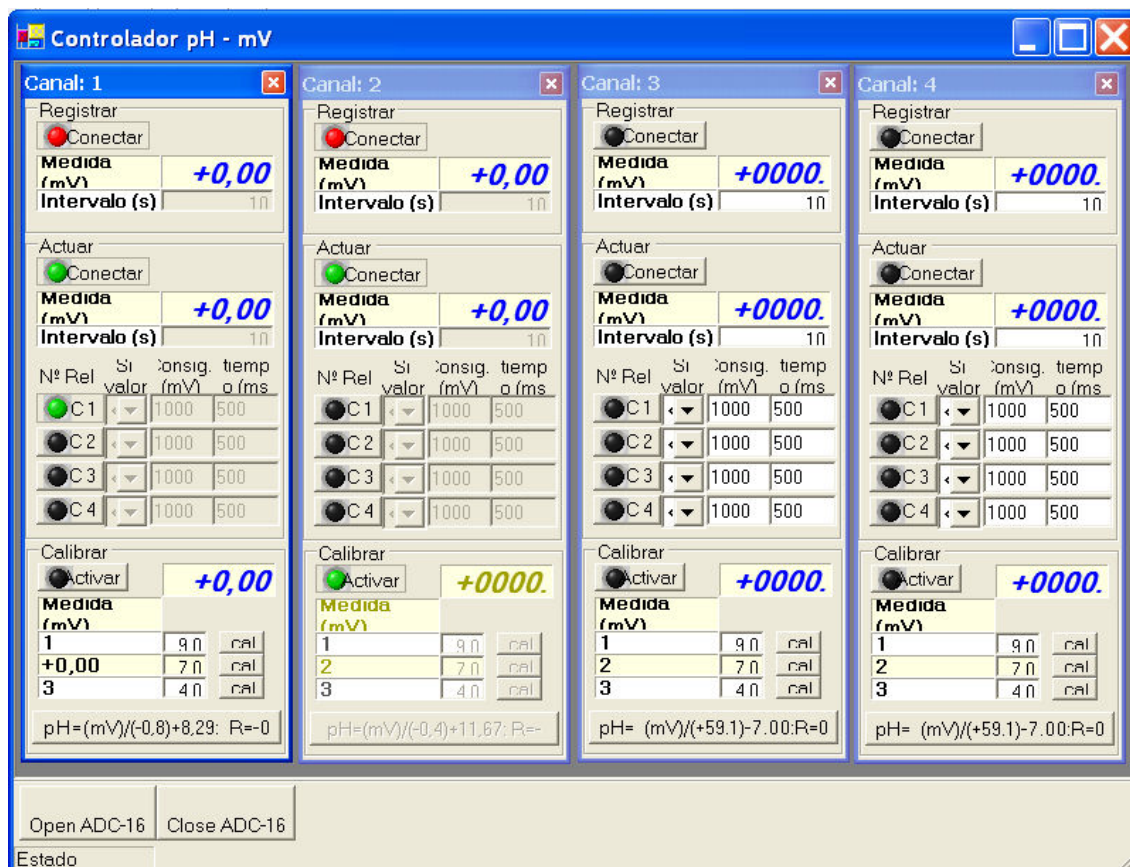 Controlador pH - mV
Canal: 1
Registrar
Conectar
Medida (mV) +0,00
Intervalo (s) 10
Actuar
Conectar
Medida (mV) +0,00
Intervalo (s) 10
Nº Rel Si valor Consig. (mV) tiemp o (ms
C 1 < 1000 500
C 2 < 1000 500
C 3 < 1000 500
C 4 < 1000 500
Calibrar
Activar +0,00
Medida (mV)
1 9.0 cal
+0,00 7.0 cal
3 4.0 cal
pH=(mV)/(-0,8)+8,29: R=-0
Canal: 2
Registrar
Conectar
Medida (mV) +0,00
Intervalo (s) 10
Actuar
Conectar
Medida (mV) +0,00
Intervalo (s) 10
Nº Rel Si valor Consig. (mV) tiemp o (ms
C 1 < 1000 500
C 2 < 1000 500
C 3 < 1000 500
C 4 < 1000 500
Calibrar
Activar +0000.
Medida (mV)
1 9.0 cal
2 7.0 cal
3 4.0 cal
pH=(mV)/(-0,4)+11,67: R=-
Canal: 3
Registrar
Conectar
Medida (mV) +0000.
Intervalo (s) 10
Actuar
Conectar
Medida (mV) +0000.
Intervalo (s) 10
Nº Rel Si valor Consig. (mV) tiemp o (ms
C 1 < 1000 500
C 2 < 1000 500
C 3 < 1000 500
C 4 < 1000 500
Calibrar
Activar +0000.
Medida (mV)
1 9.0 cal
2 7.0 cal
3 4.0 cal
pH= (mV)/(+59.1)-7.00:R=0
Canal: 4
Registrar
Conectar
Medida (mV) +0000.
Intervalo (s) 10
Actuar
Conectar
Medida (mV) +0000.
Intervalo (s) 10
Nº Rel Si valor Consig. (mV) tiemp o (ms
C 1 < 1000 500
C 2 < 1000 500
C 3 < 1000 500
C 4 < 1000 500
Calibrar
Activar +0000.
Medida (mV)
1 9.0 cal
2 7.0 cal
3 4.0 cal
pH= (mV)/(+59.1)-7.00:R=0
Open ADC-16 Close ADC-16
Estado